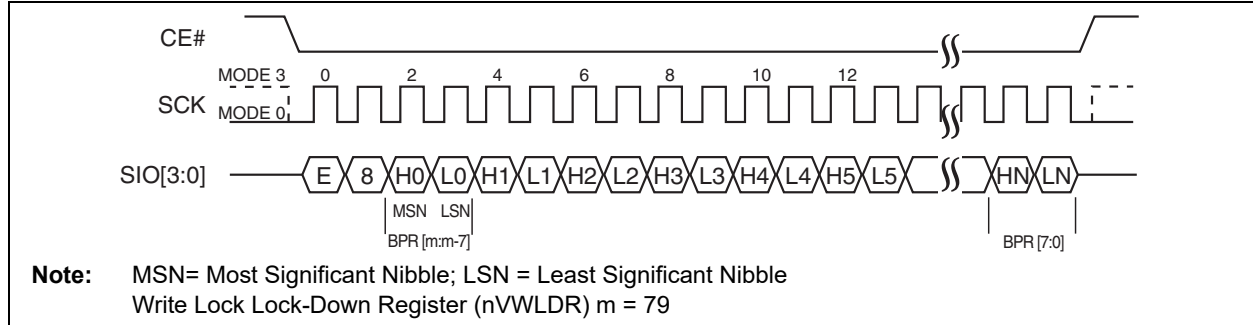 CE#
MODE 3 0 2 4 6 8 10 12
SCK MODE 0
SIO[3:0] E 8 H0 L0 H1 L1 H2 L2 H3 L3 H4 L4 H5 L5 HN LN
MSN LSN
BPR [m:m-7] BPR [7:0]
Note: MSN= Most Significant Nibble; LSN = Least Significant Nibble
Write Lock Lock-Down Register (nVWLDR) m = 79